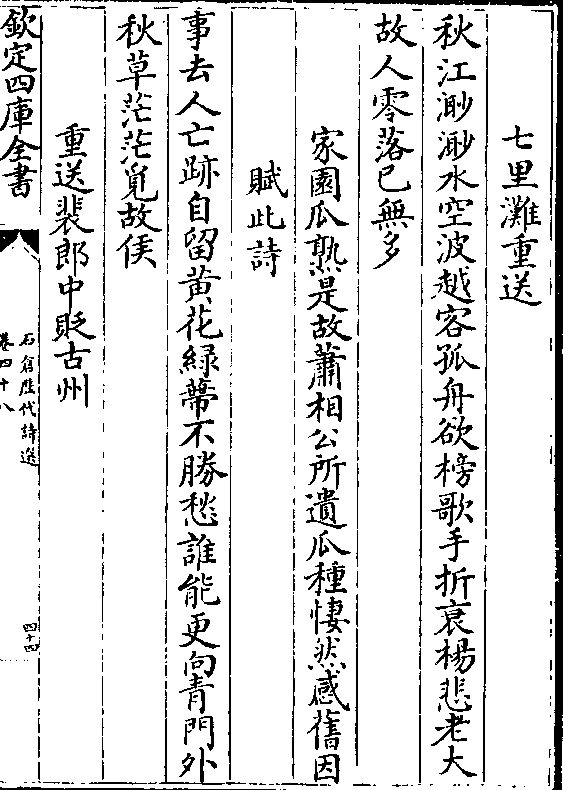 七里灘重送
秋江渺渺水空波越客孤舟欲榜歌手折衰楊悲老大
故人零落已無多
家園瓜熟是故蕭相公所遺瓜種悽然感舊因
賦此詩
事去人亡跡自留黃花綠蔕不勝愁誰能更向青門外
秋草茫茫覓故侯
重送裴郎中貶吉州
欽定四庫全書
石倉歷代詩選
卷四十八
四十四